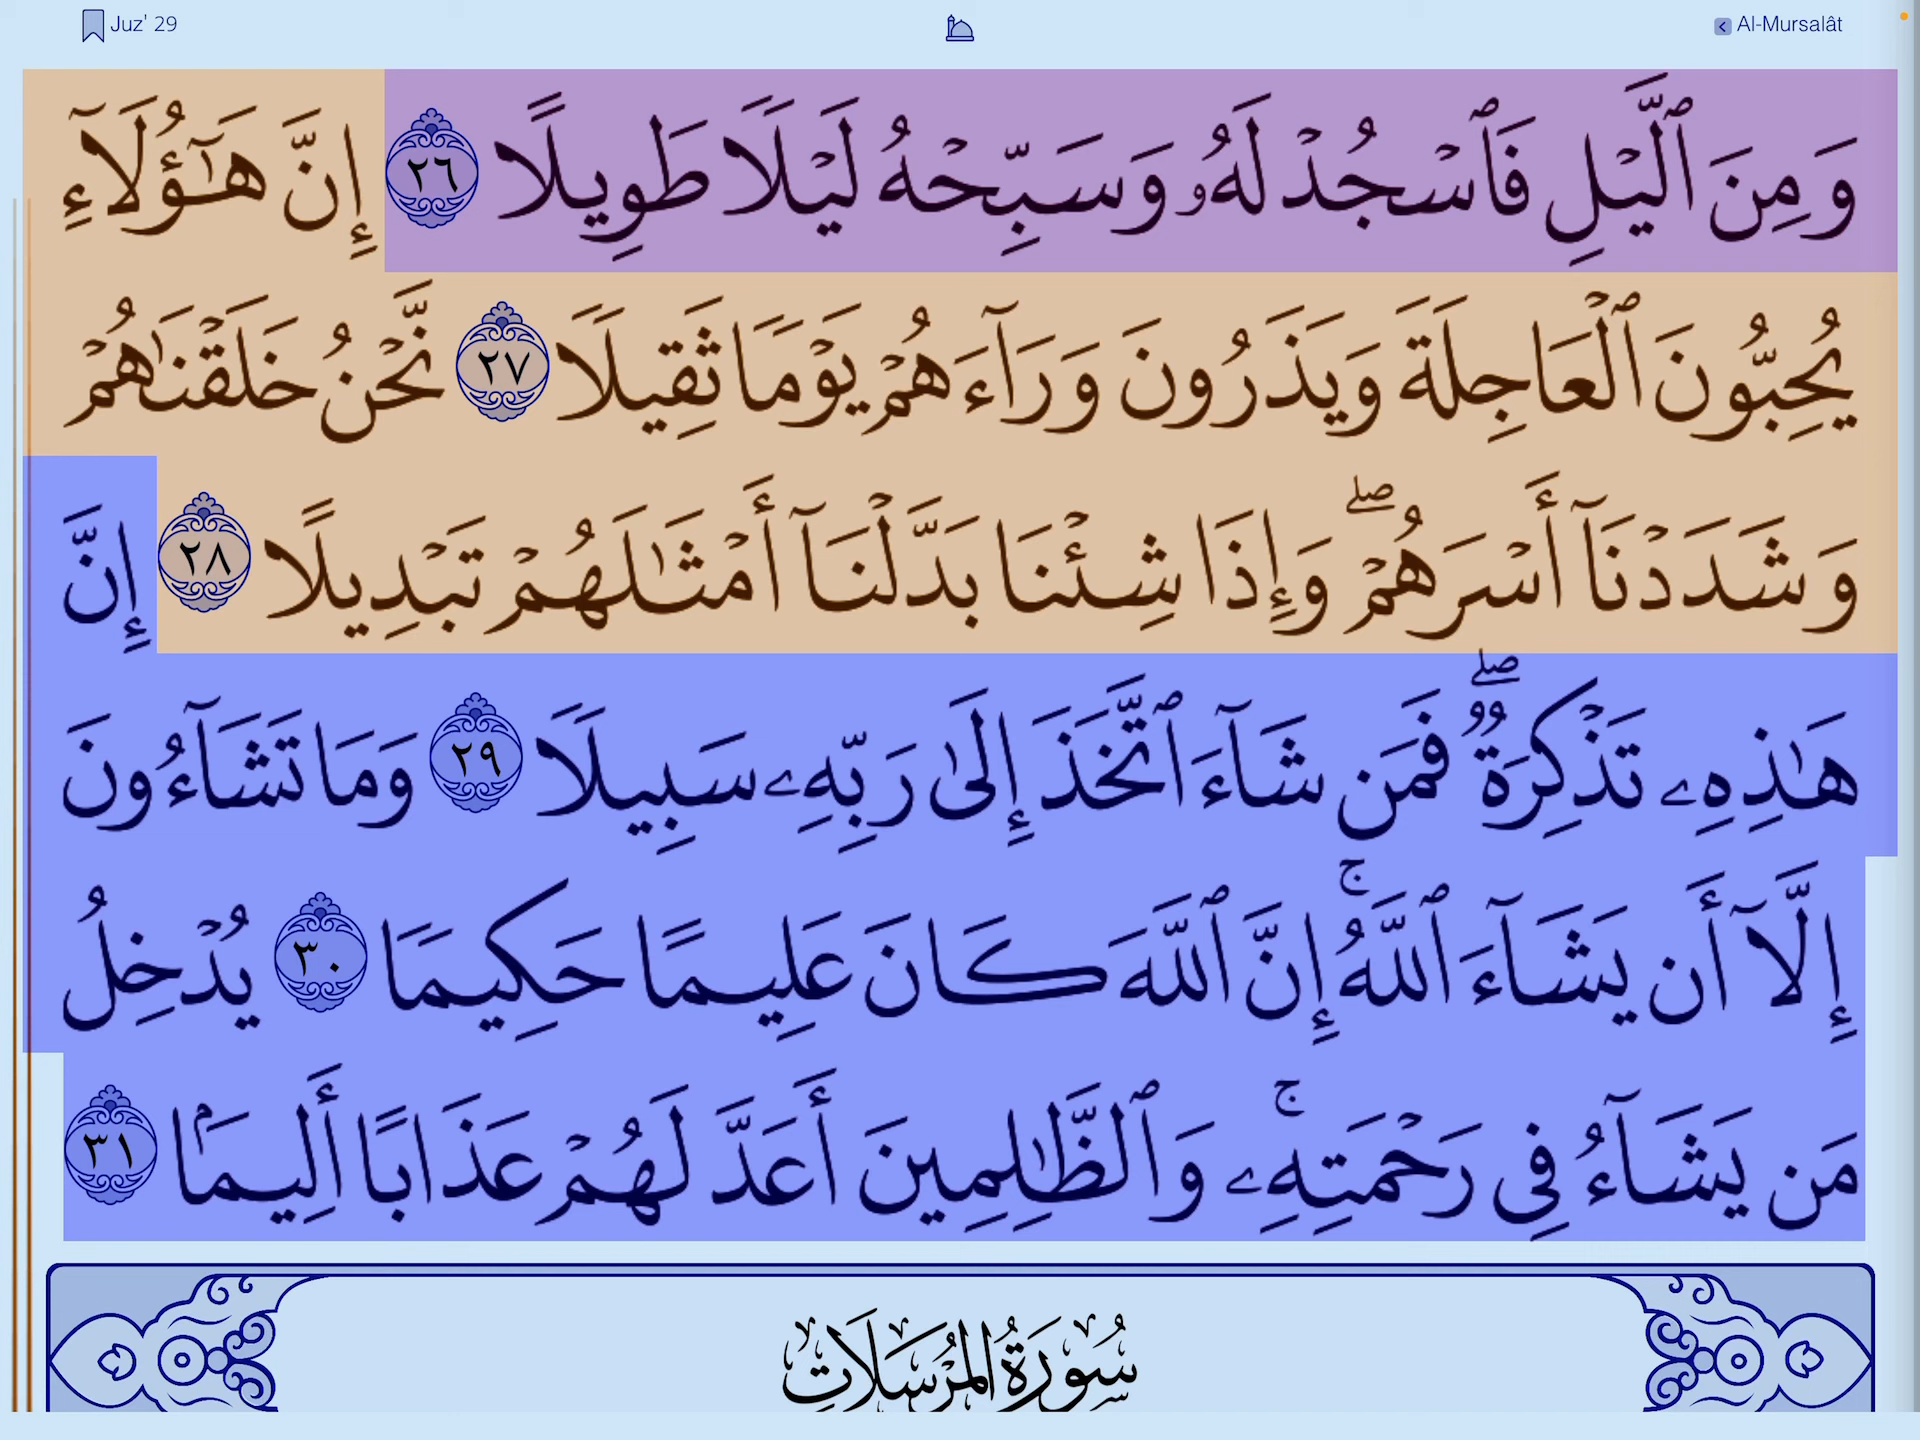 Juz' 29
Al-Mursalât
وَمِنَ ٱلَّيْلِ فَٱسْجُدْ لَهُۥ وَسَبِّحْهُ لَيْلًا طَوِيلًا ٢٦ إِنَّ هَـٰٓؤُلَآءِ
يُحِبُّونَ ٱلْعَاجِلَةَ وَيَذَرُونَ وَرَآءَهُمْ يَوْمًا ثَقِيلًا ٢٧ نَّحْنُ خَلَقْنَـٰهُمْ
وَشَدَدْنَآ أَسْرَهُمْ ۖ وَإِذَا شِئْنَا بَدَّلْنَآ أَمْثَـٰلَهُمْ تَبْدِيلًا ٢٨ إِنَّ
هَـٰذِهِۦ تَذْكِرَةٌ ۖ فَمَن شَآءَ ٱتَّخَذَ إِلَىٰ رَبِّهِۦ سَبِيلًا ٢٩ وَمَا تَشَآءُونَ
إِلَّآ أَن يَشَآءَ ٱللَّهُ ۚ إِنَّ ٱللَّهَ كَانَ عَلِيمًا حَكِيمًا ٣٠ يُدْخِلُ
مَن يَشَآءُ فِى رَحْمَتِهِۦ ۚ وَٱلظَّـٰلِمِينَ أَعَدَّ لَهُمْ عَذَابًا أَلِيمًۢا ٣١
سُورَةُ الْمُرْسَلَاتِ